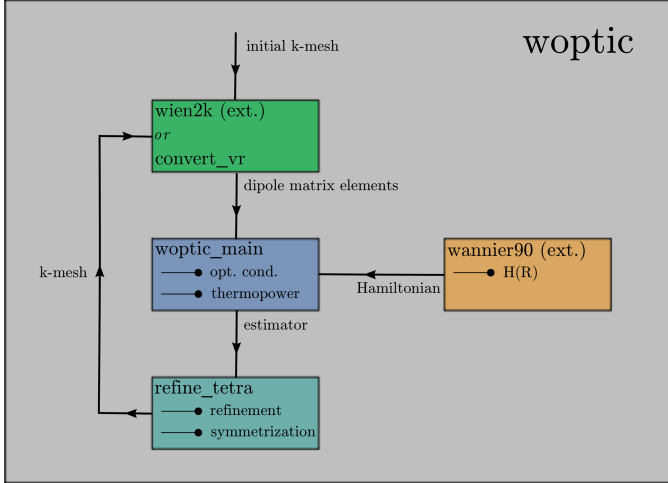 woptic
initial k-mesh
wien2k (ext.)
or
convert_vr
dipole matrix elements
woptic_main
opt. cond.
thermopower
wannier90 (ext.)
H(R)
Hamiltonian
k-mesh
estimator
refine_tetra
refinement
symmetrization